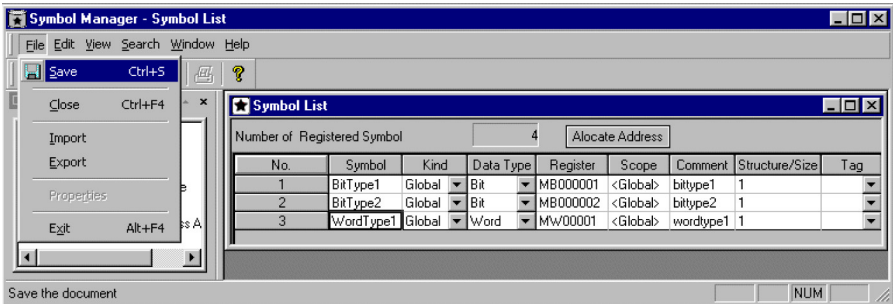 Symbol Manager - Symbol List
File Edit View Search Window Help
Save Ctrl+S
Close Ctrl+F4
Import
Export
Properties
Exit Alt+F4
Symbol List
Number of Registered Symbol 4 Alocate Address
No. Symbol Kind Data Type Register Scope Comment Structure/Size Tag
1 BitType1 Global Bit MB000001 <Global> bittype1 1
2 BitType2 Global Bit MB000002 <Global> bittype2 1
3 WordType1 Global Word MW00001 <Global> wordtype1 1
Save the document NUM